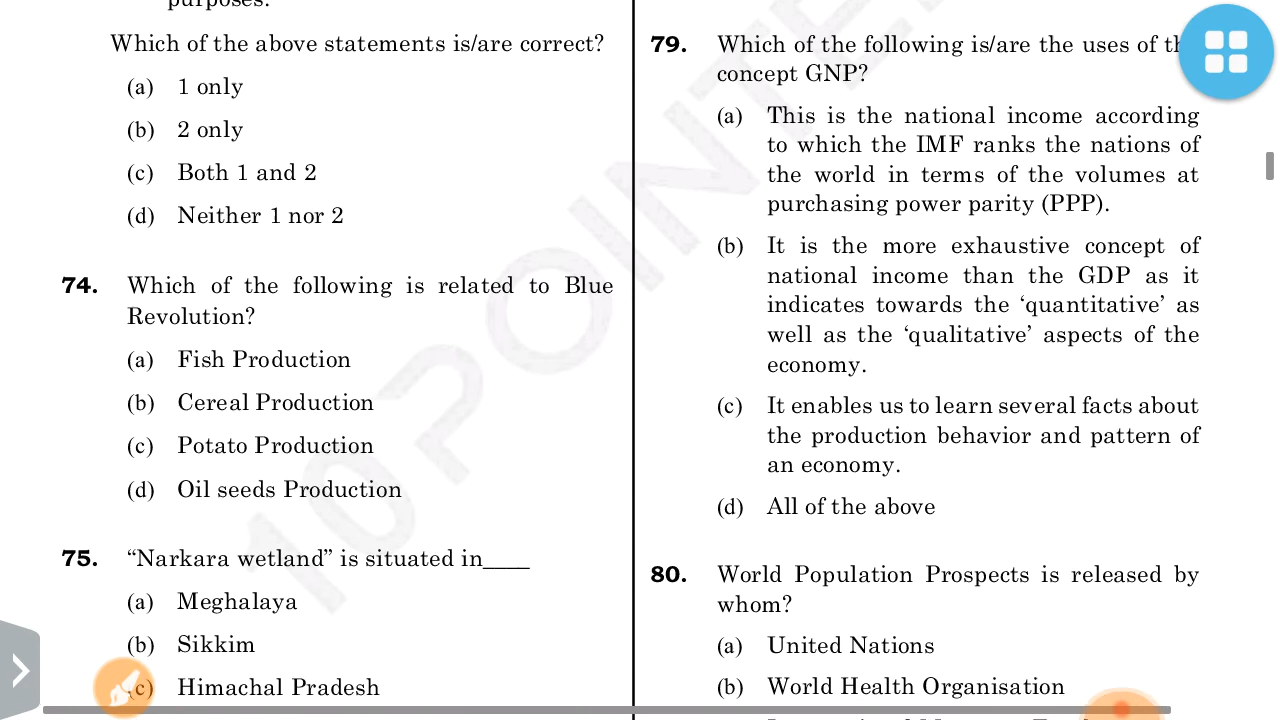 purposes.
Which of the above statements is/are correct?
(a) 1 only
(b) 2 only
(c) Both 1 and 2
(d) Neither 1 nor 2
74. Which of the following is related to Blue
Revolution?
(a) Fish Production
(b) Cereal Production
(c) Potato Production
(d) Oil seeds Production
75. “Narkara wetland” is situated in____
(a) Meghalaya
(b) Sikkim
(c) Himachal Pradesh
79. Which of the following is/are the uses of
concept GNP?
(a) This is the national income according
to which the IMF ranks the nations of
the world in terms of the volumes at
purchasing power parity (PPP).
(b) It is the more exhaustive concept of
national income than the GDP as it
indicates towards the ‘quantitative’ as
well as the ‘qualitative’ aspects of the
economy.
(c) It enables us to learn several facts about
the production behavior and pattern of
an economy.
(d) All of the above
80. World Population Prospects is released by
whom?
(a) United Nations
(b) World Health Organisation
10POINTE